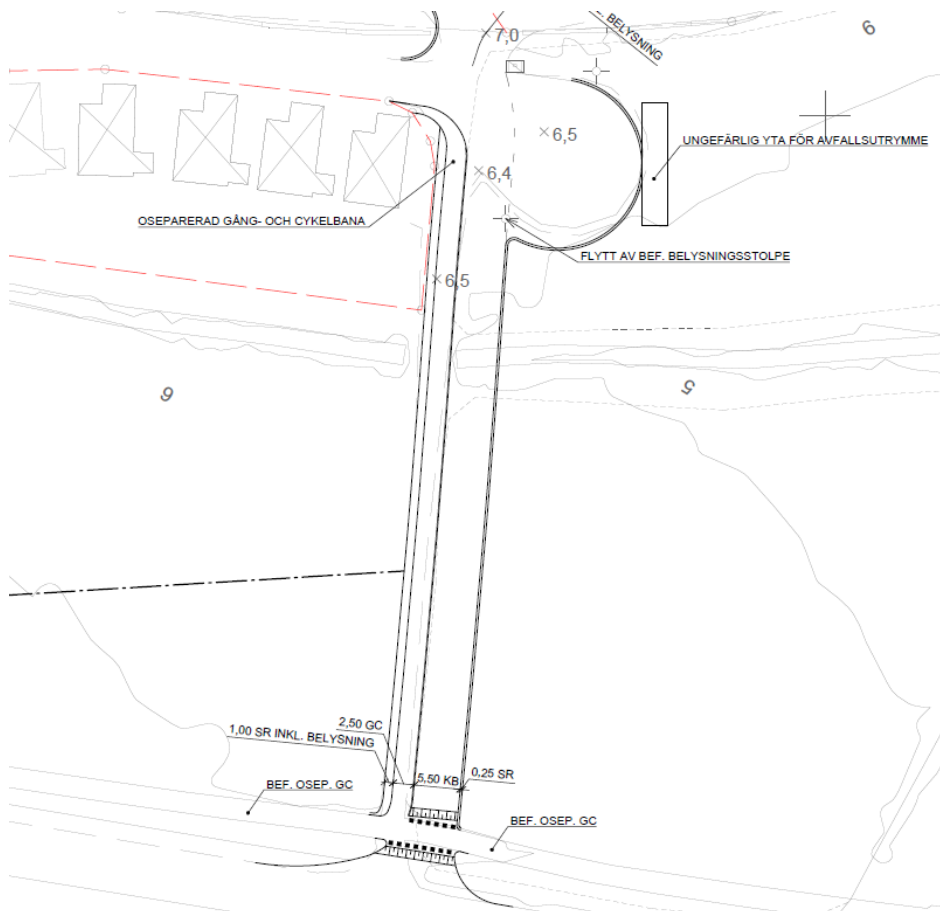 BELYSNING
7,0
6
6,5
UNGEFÄRLIG YTA FÖR AVFALLSUTRYMME
6,4
OSEPARERAD GÅNG- OCH CYKELBANA
FLYTT AV BEF. BELYSNINGSSTOLPE
6,5
6
5
2,50 GC
1,00 SR INKL. BELYSNING
5,50 KB
0,25 SR
BEF. OSEP. GC
BEF. OSEP. GC